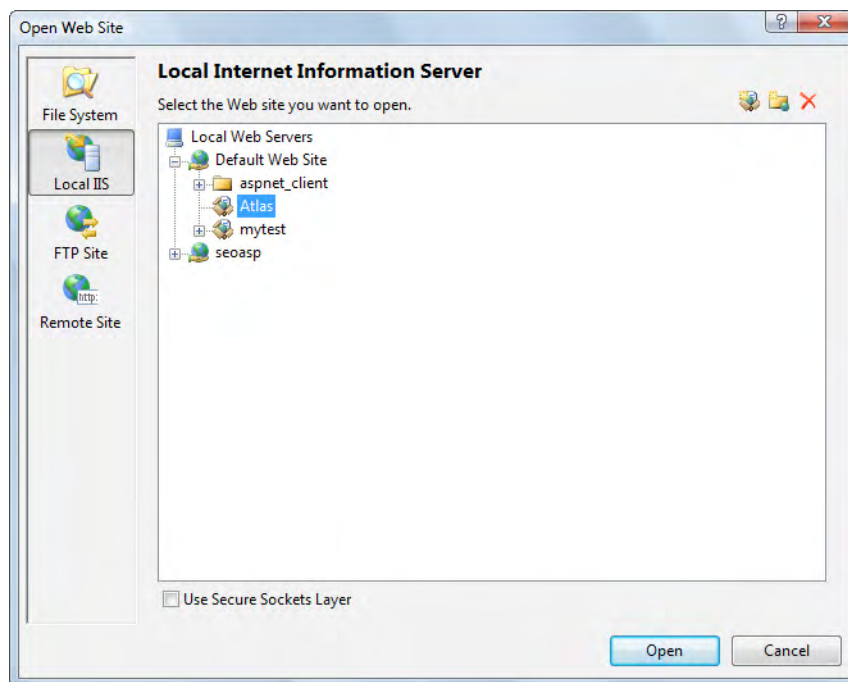 Open Web Site
File System
Local IIS
FTP Site
http:
Remote Site
Local Internet Information Server
Select the Web site you want to open.
Local Web Servers
Default Web Site
aspnet_client
Atlas
mytest
seoasp
Use Secure Sockets Layer
Open
Cancel